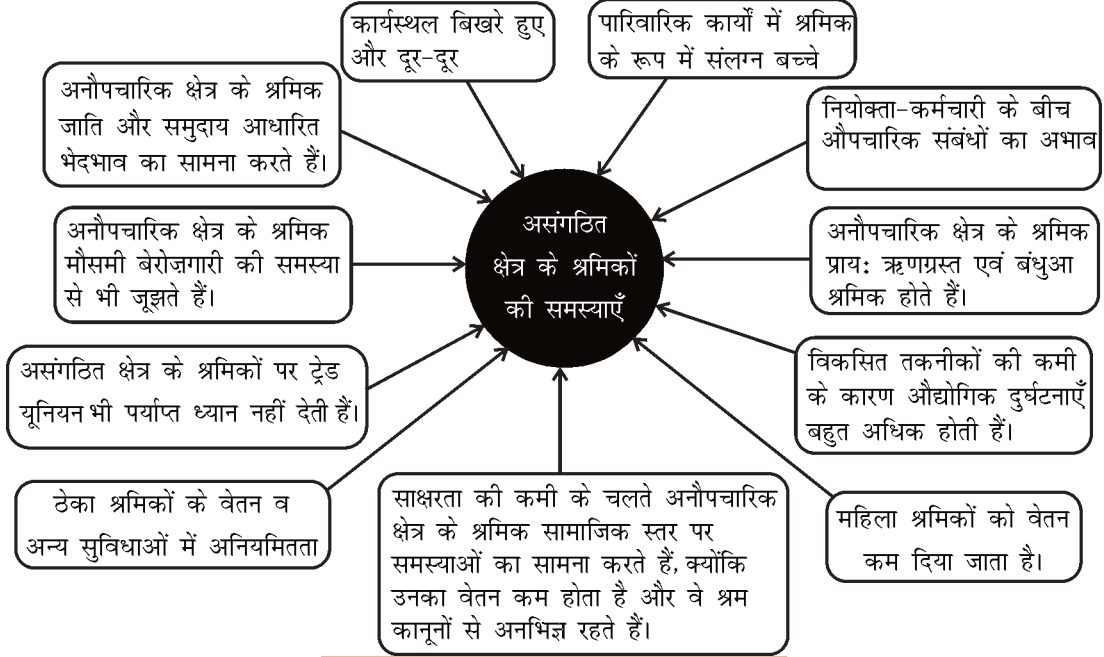 कार्यस्थल बिखरे हुए
और दूर-दूर
पारिवारिक कार्यों में श्रमिक
के रूप में संलग्न बच्चे
अनौपचारिक क्षेत्र के श्रमिक
जाति और समुदाय आधारित
भेदभाव का सामना करते हैं।
नियोक्ता-कर्मचारी के बीच
औपचारिक संबंधों का अभाव
असंगठित
क्षेत्र के श्रमिकों
की समस्याएँ
अनौपचारिक क्षेत्र के श्रमिक
मौसमी बेरोज़गारी की समस्या
से भी जूझते हैं।
अनौपचारिक क्षेत्र के श्रमिक
प्राय: ऋणग्रस्त एवं बंधुआ
श्रमिक होते हैं।
असंगठित क्षेत्र के श्रमिकों पर ट्रेड
यूनियन भी पर्याप्त ध्यान नहीं देती हैं।
विकसित तकनीकों की कमी
के कारण औद्योगिक दुर्घटनाएँ
बहुत अधिक होती हैं।
ठेका श्रमिकों के वेतन व
अन्य सुविधाओं में अनियमितता
साक्षरता की कमी के चलते अनौपचारिक
क्षेत्र के श्रमिक सामाजिक स्तर पर
समस्याओं का सामना करते हैं, क्योंकि
उनका वेतन कम होता है और वे श्रम
कानूनों से अनभिज्ञ रहते हैं।
महिला श्रमिकों को वेतन
कम दिया जाता है।